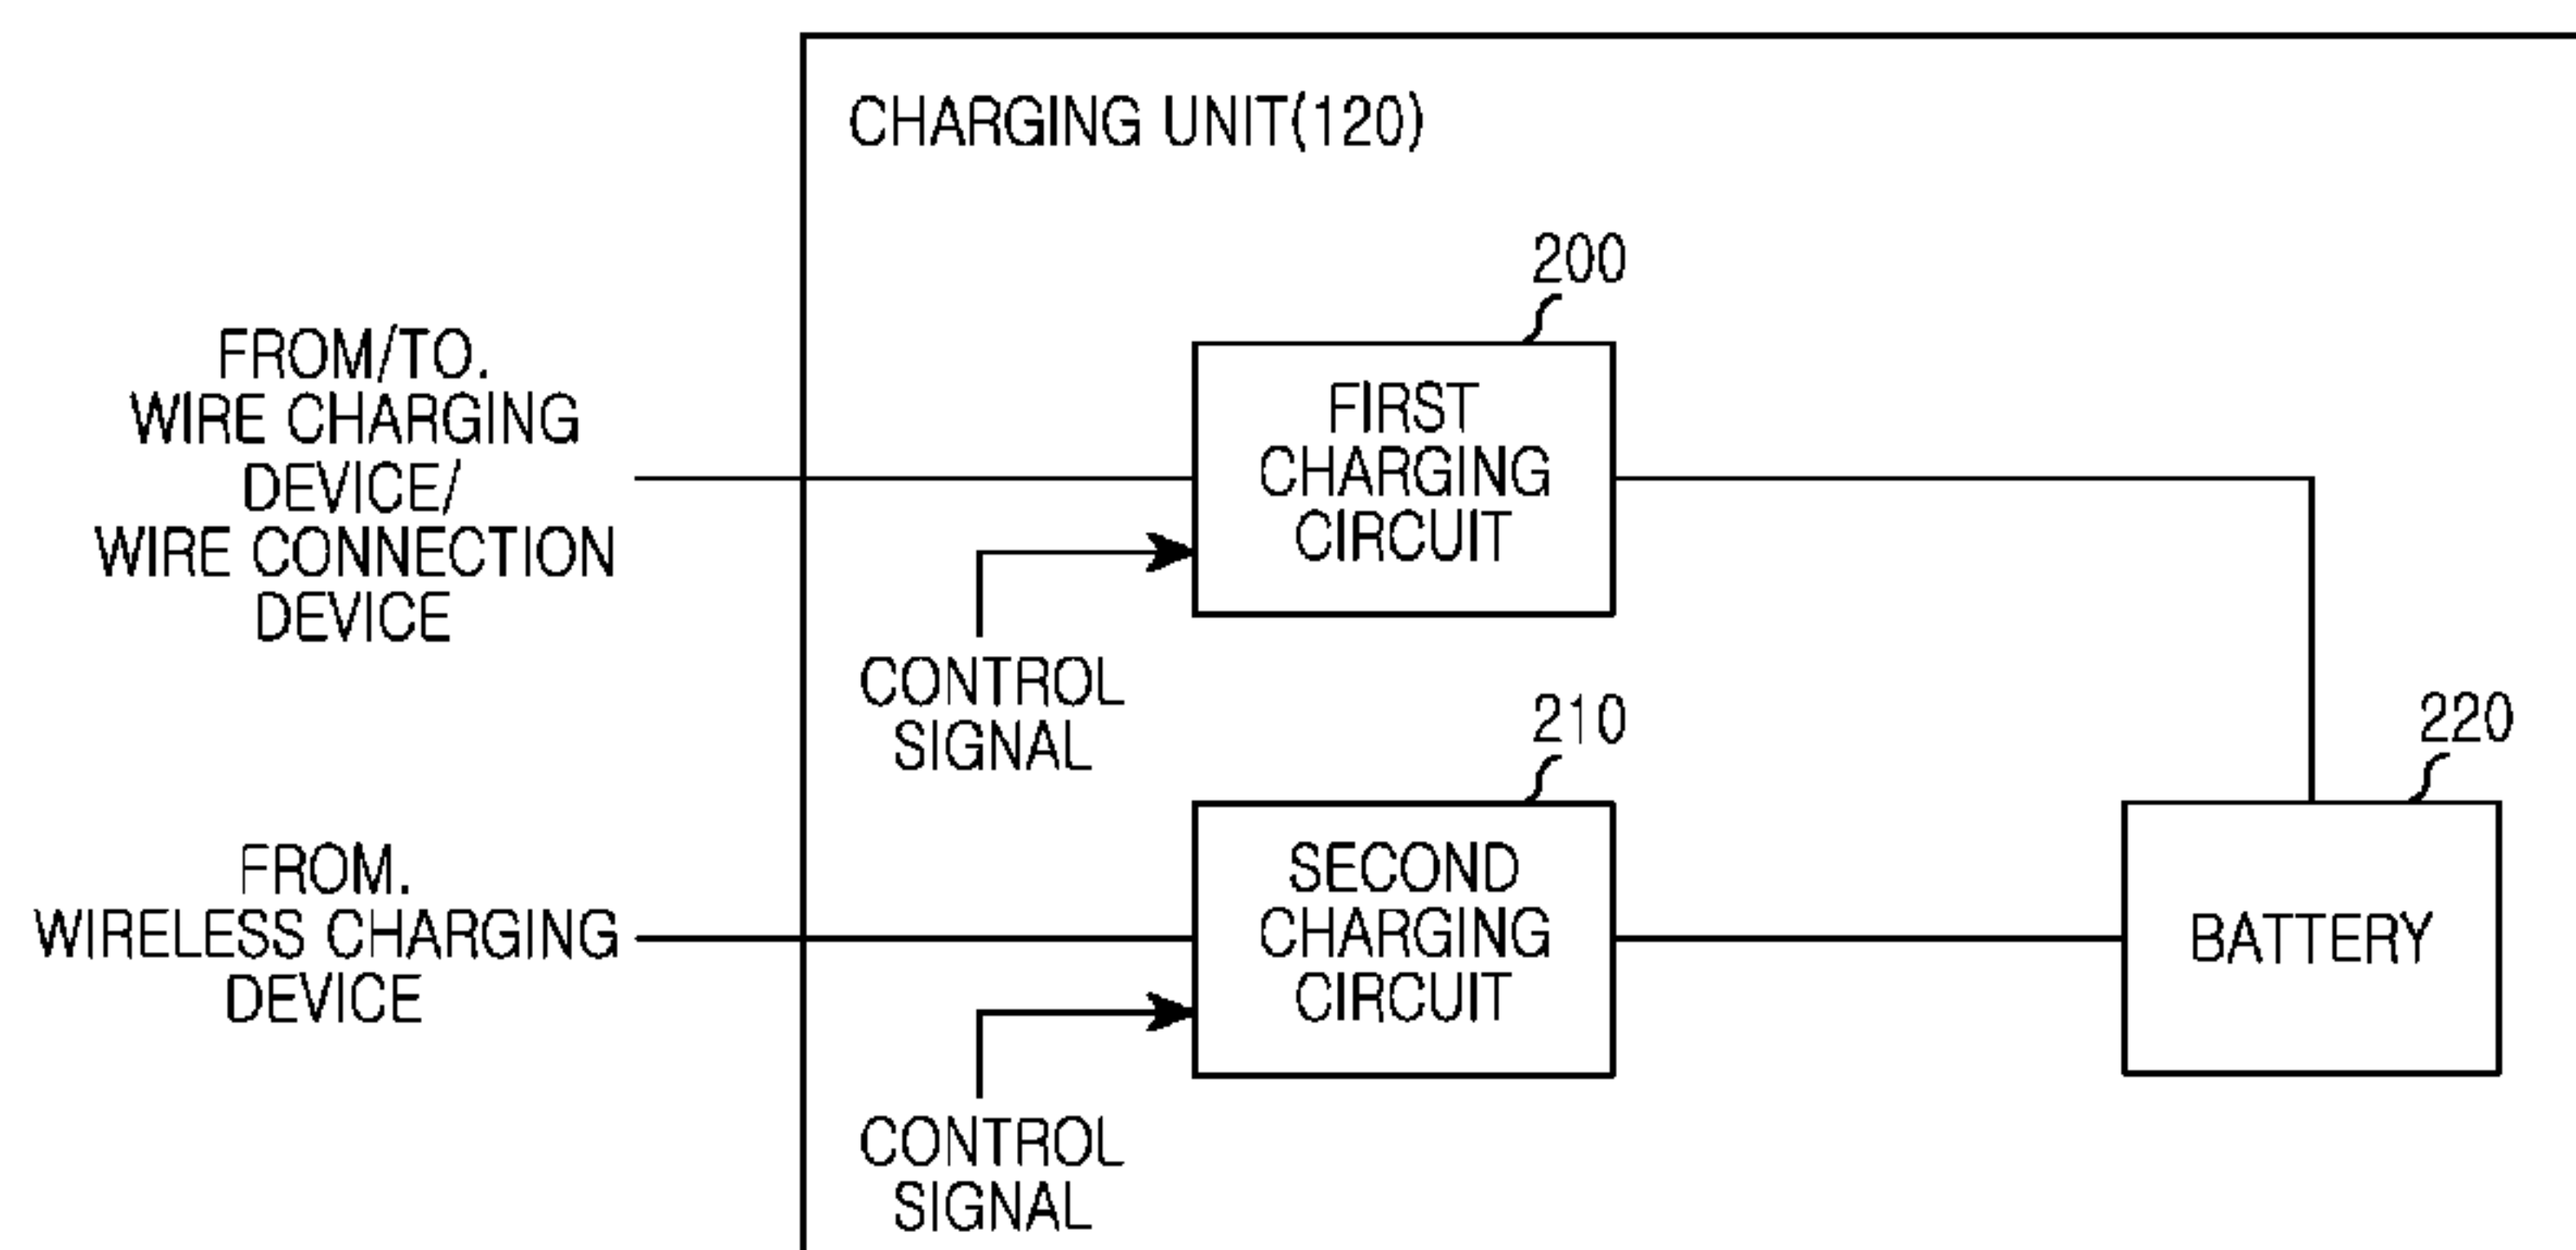 CHARGING UNIT(120)
200
FROM/TO.
WIRE CHARGING
DEVICE/
WIRE CONNECTION
DEVICE
FIRST
CHARGING
CIRCUIT
CONTROL
SIGNAL
210
220
FROM.
WIRELESS CHARGING
DEVICE
SECOND
CHARGING
CIRCUIT
BATTERY
CONTROL
SIGNAL